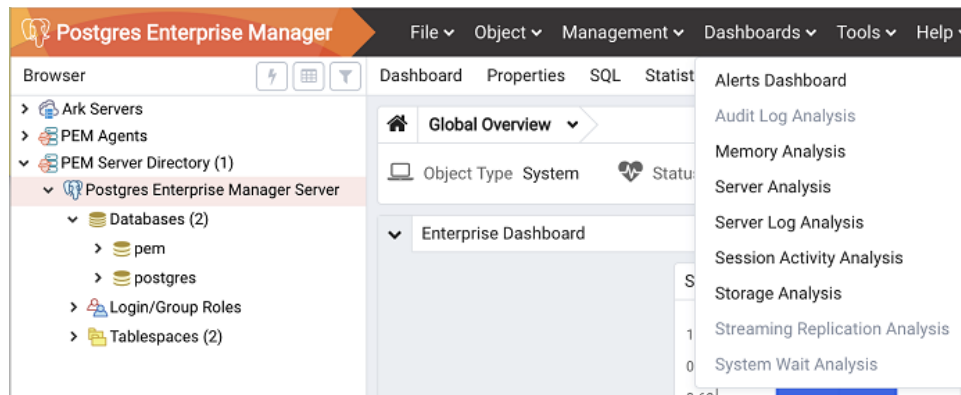 Postgres Enterprise Manager
File Object Management Dashboards Tools Help
Browser
Dashboard Properties SQL Statist
Ark Servers
PEM Agents
PEM Server Directory (1)
Postgres Enterprise Manager Server
Databases (2)
pem
postgres
Login/Group Roles
Tablespaces (2)
Global Overview
Object Type System Statu
Enterprise Dashboard
S
1
0
Alerts Dashboard
Audit Log Analysis
Memory Analysis
Server Analysis
Server Log Analysis
Session Activity Analysis
Storage Analysis
Streaming Replication Analysis
System Wait Analysis